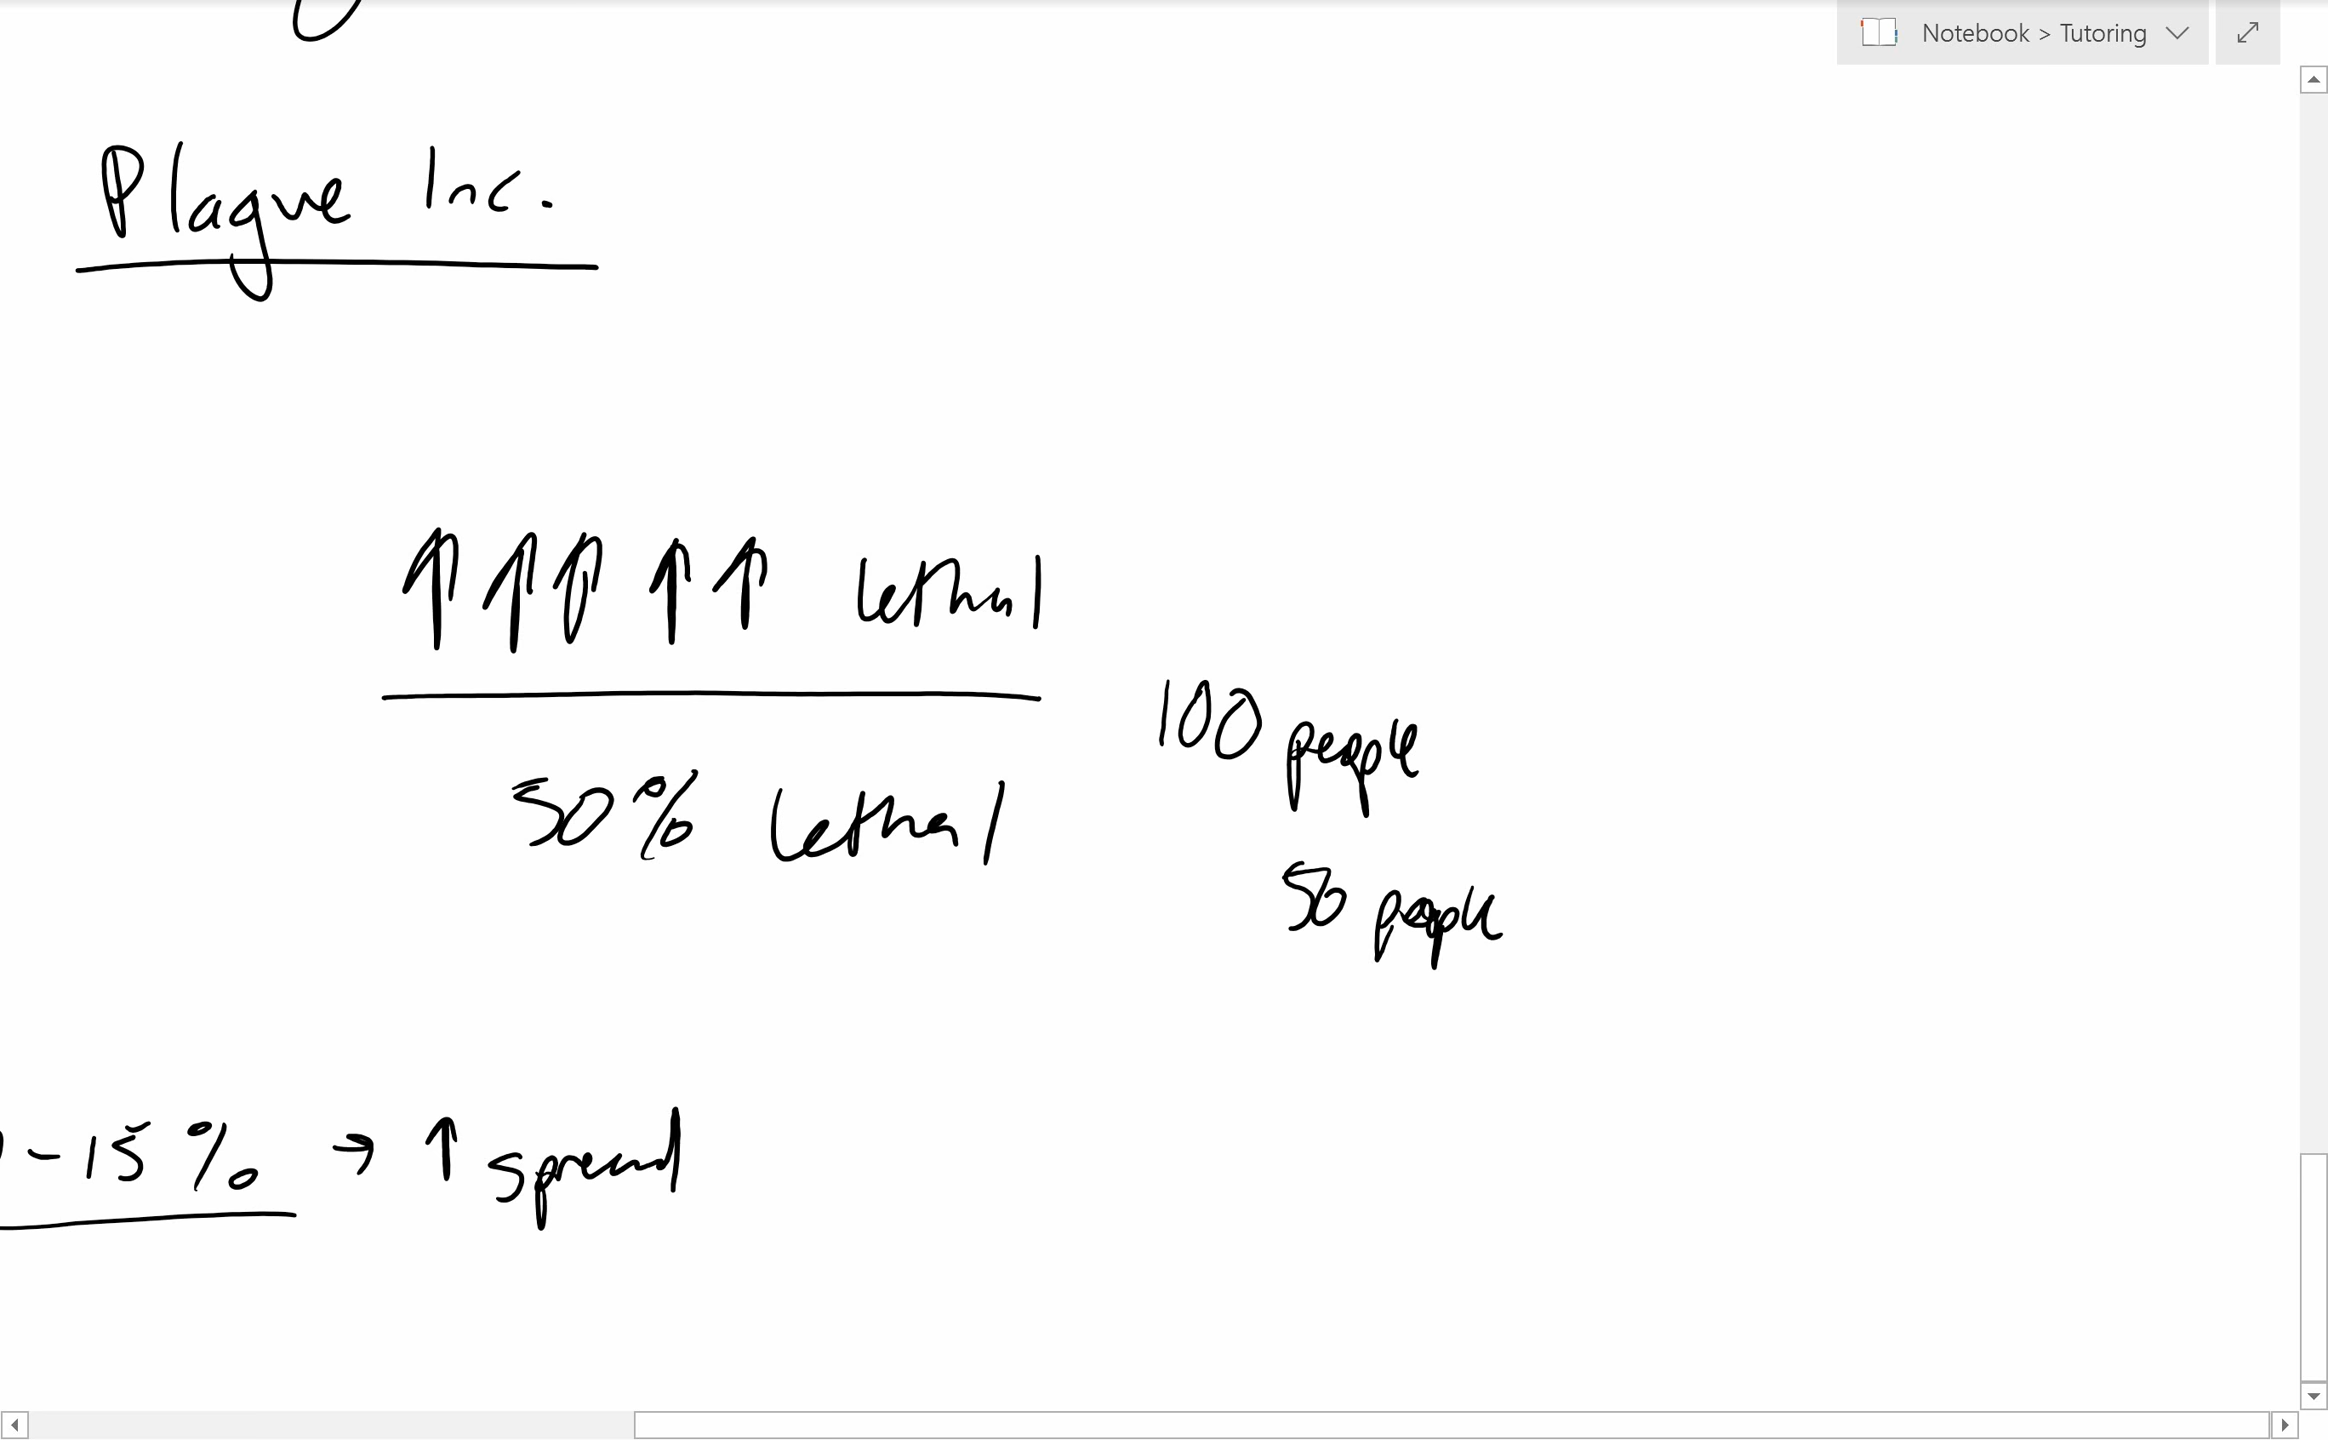 Notebook > Tutoring
Plague Inc.
↑↑↑↑↑ lethal
100 people
50% lethal
50 people
-15% → ↑ spread